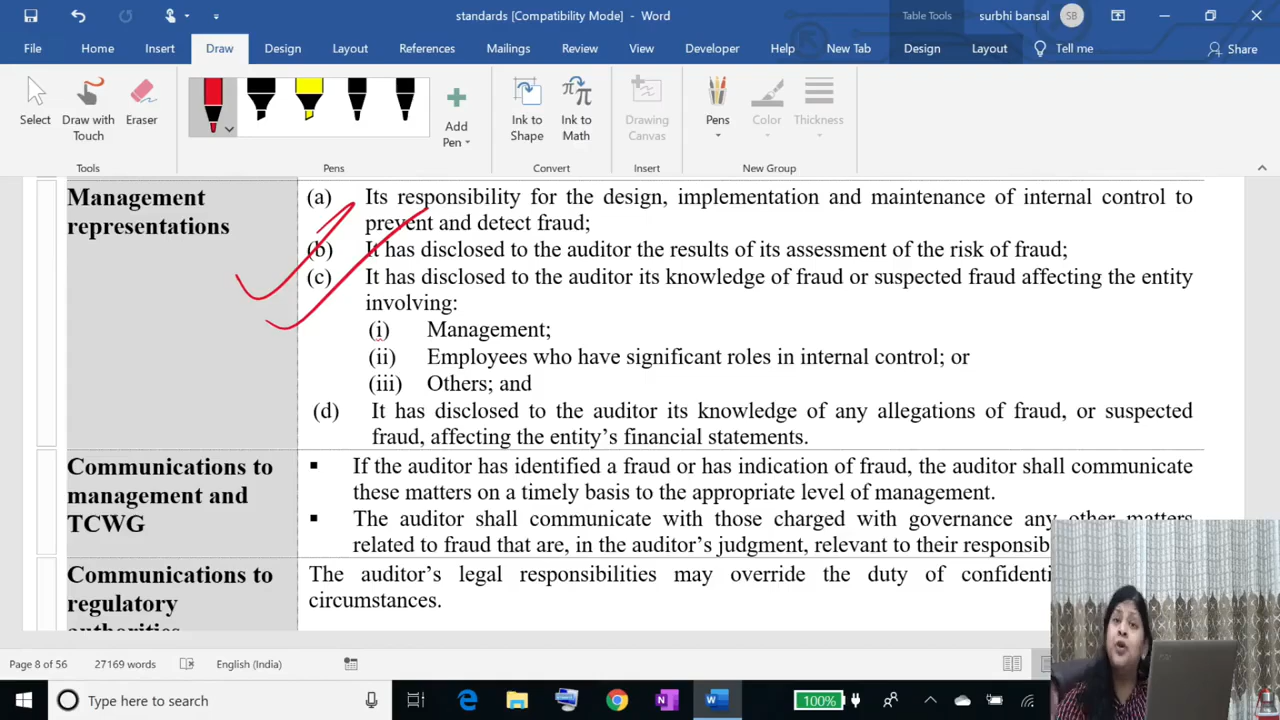 standards [Compatibility Mode] - Word
Table Tools
surbhi bansal
SB
File
Home
Insert
Draw
Design
Layout
References
Mailings
Review
View
Developer
Help
New Tab
Design
Layout
Tell me
Share
Select
Draw with
Touch
Eraser
Add
Pen
Ink to
Shape
Ink to
Math
Drawing
Canvas
Pens
Color
Thickness
Tools
Pens
Convert
Insert
New Group
Management
representations
(a) Its responsibility for the design, implementation and maintenance of internal control to
prevent and detect fraud;
(b) It has disclosed to the auditor the results of its assessment of the risk of fraud;
(c) It has disclosed to the auditor its knowledge of fraud or suspected fraud affecting the entity
involving:
(i) Management;
(ii) Employees who have significant roles in internal control; or
(iii) Others; and
(d) It has disclosed to the auditor its knowledge of any allegations of fraud, or suspected
fraud, affecting the entity's financial statements.
Communications to
management and
TCWG
▪ If the auditor has identified a fraud or has indication of fraud, the auditor shall communicate
these matters on a timely basis to the appropriate level of management.
▪ The auditor shall communicate with those charged with governance any other matters
related to fraud that are, in the auditor's judgment, relevant to their
Communications to
regulatory
authorities
The auditor's legal responsibilities may override the duty of
circumstances.
Page 8 of 56
27169 words
English (India)
Type here to search
100%